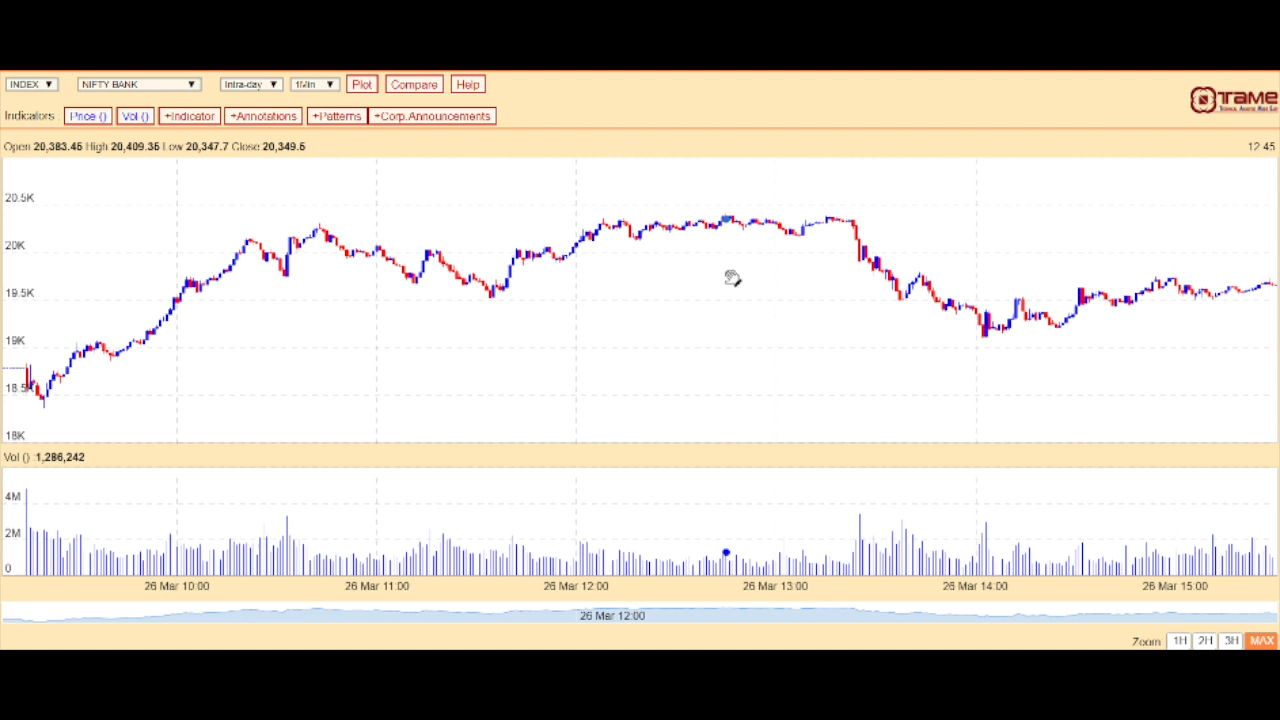 INDEX ▼ NIFTY BANK ▼ Intra-day ▼ 1Min ▼ Plot Compare Help
TAME
Indicators : Price () Vol () +Indicator +Annotations +Patterns +Corp.Announcements
Open 20,383.45 High 20,409.35 Low 20,347.7 Close 20,349.5 12:45
20.5K
20K
19.5K
19K
18.5K
18K
Vol () :1,286,242
4M
2M
0
26 Mar 10:00 26 Mar 11:00 26 Mar 12:00 26 Mar 13:00 26 Mar 14:00 26 Mar 15:00
26 Mar 12:00
Zoom: 1H 2H 3H MAX